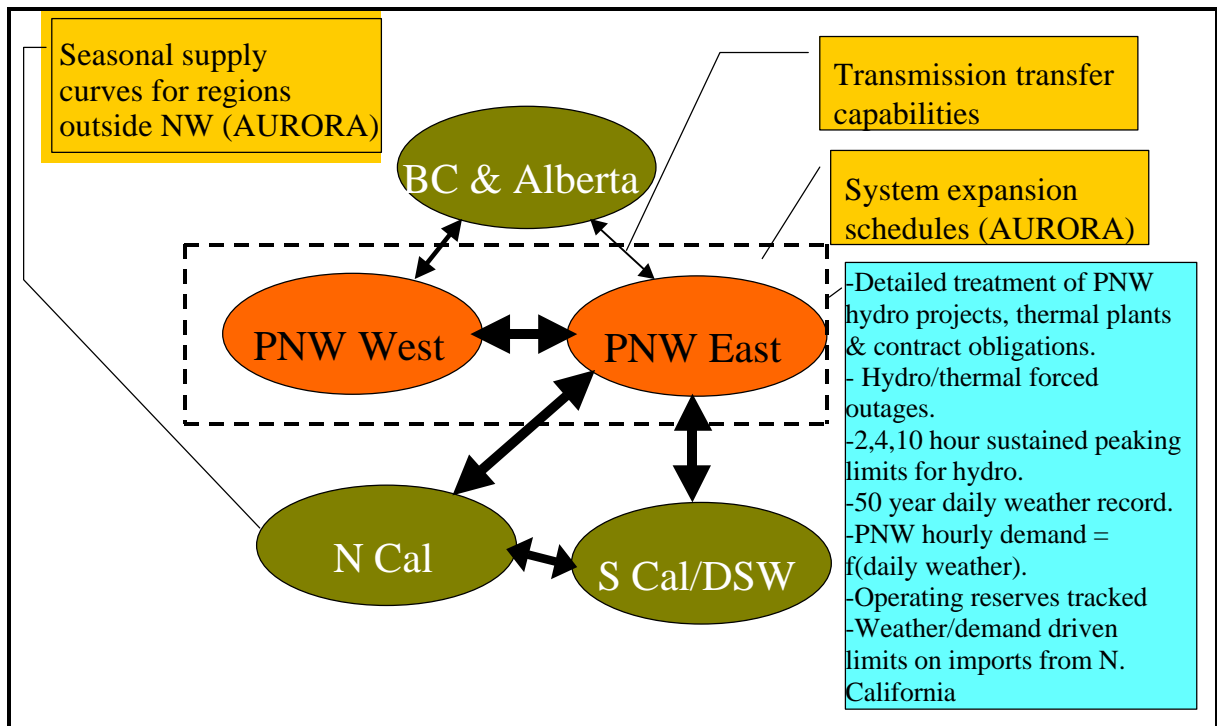 Seasonal supply
curves for regions
outside NW (AURORA)
Transmission transfer
capabilities
BC & Alberta
System expansion
schedules (AURORA)
PNW West
PNW East
-Detailed treatment of PNW
hydro projects, thermal plants
& contract obligations.
- Hydro/thermal forced
outages.
-2,4,10 hour sustained peaking
limits for hydro.
-50 year daily weather record.
-PNW hourly demand =
f(daily weather).
-Operating reserves tracked
-Weather/demand driven
limits on imports from N.
California
N Cal
S Cal/DSW